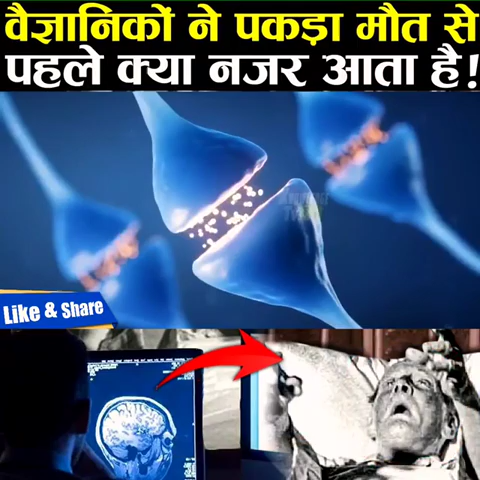 वैज्ञानिकों ने पकड़ा मौत से
पहले क्या नजर आता है!
Like & Share